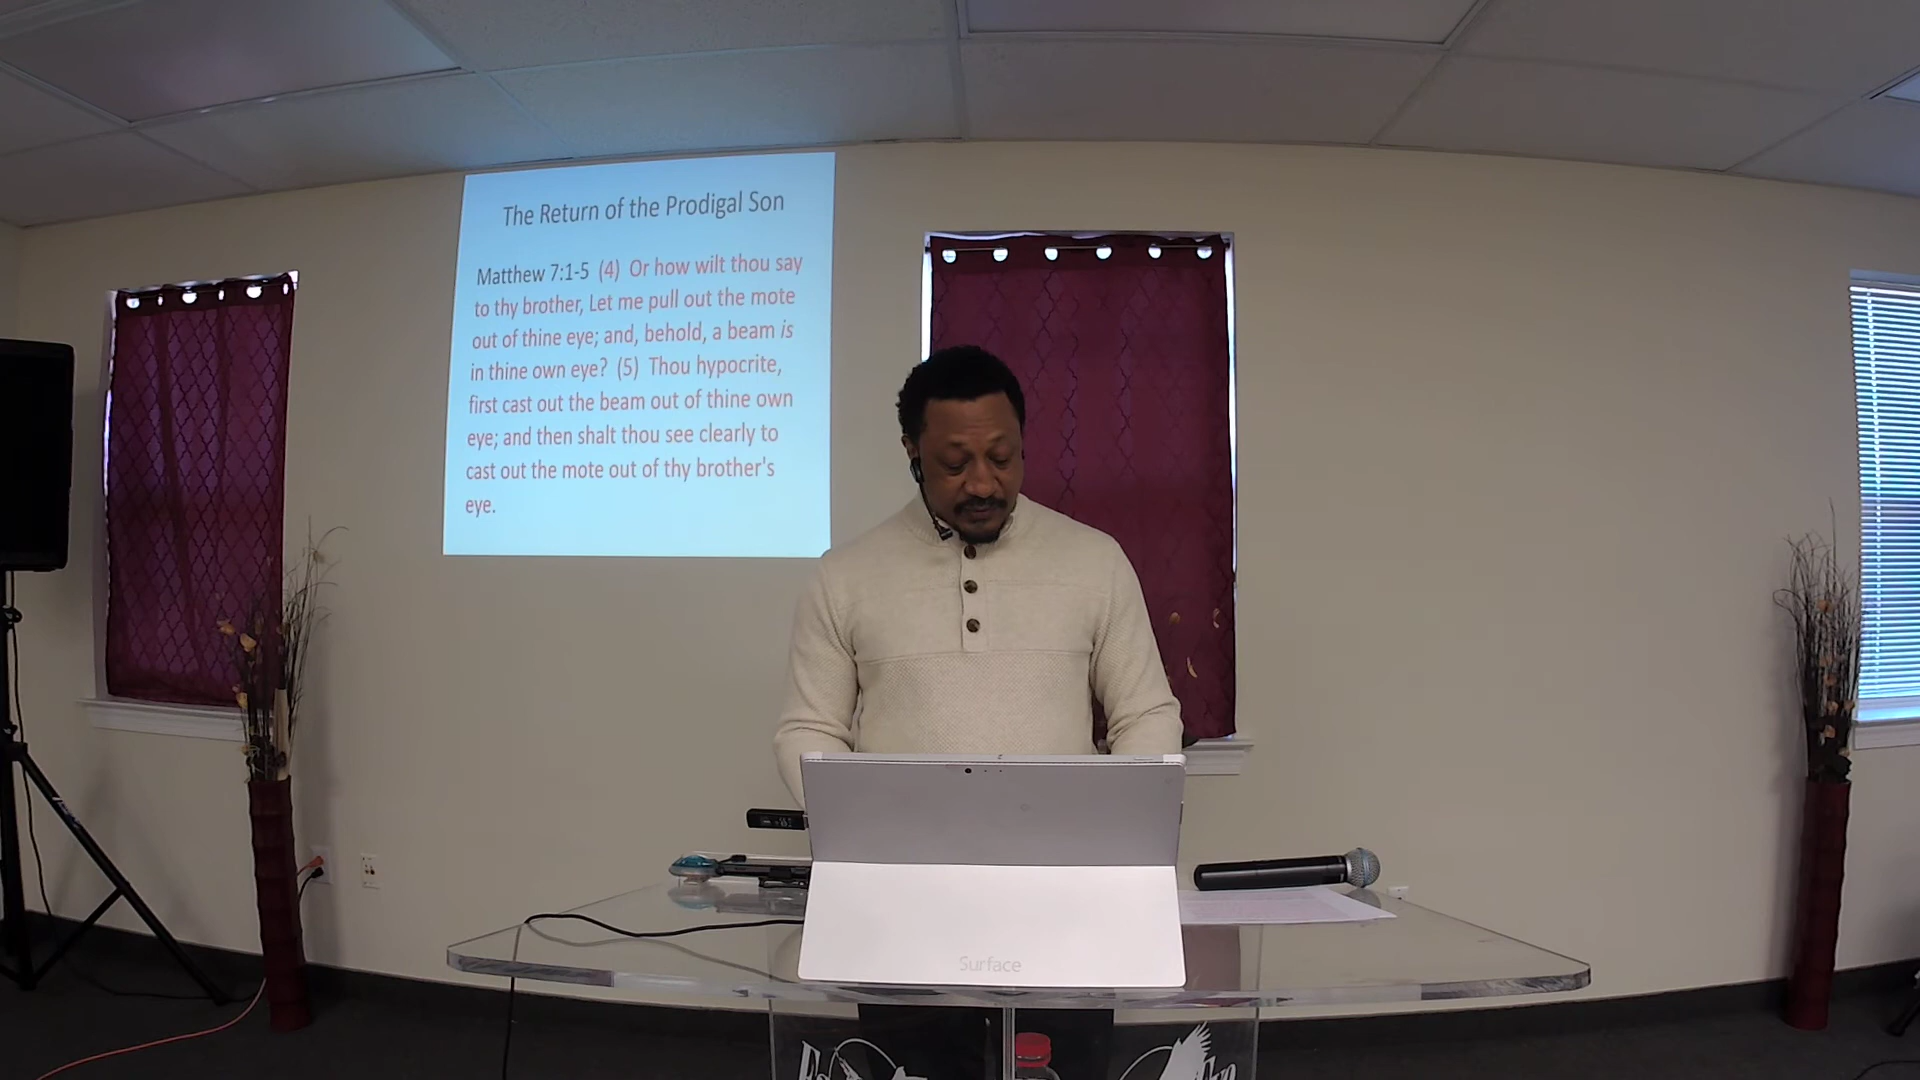 The Return of the Prodigal Son
Matthew 7:1-5 (4) Or how wilt thou say
to thy brother, Let me pull out the mote
out of thine eye; and, behold, a beam is
in thine own eye? (5) Thou hypocrite,
first cast out the beam out of thine own
eye; and then shalt thou see clearly to
cast out the mote out of thy brother's
eye.
Surface